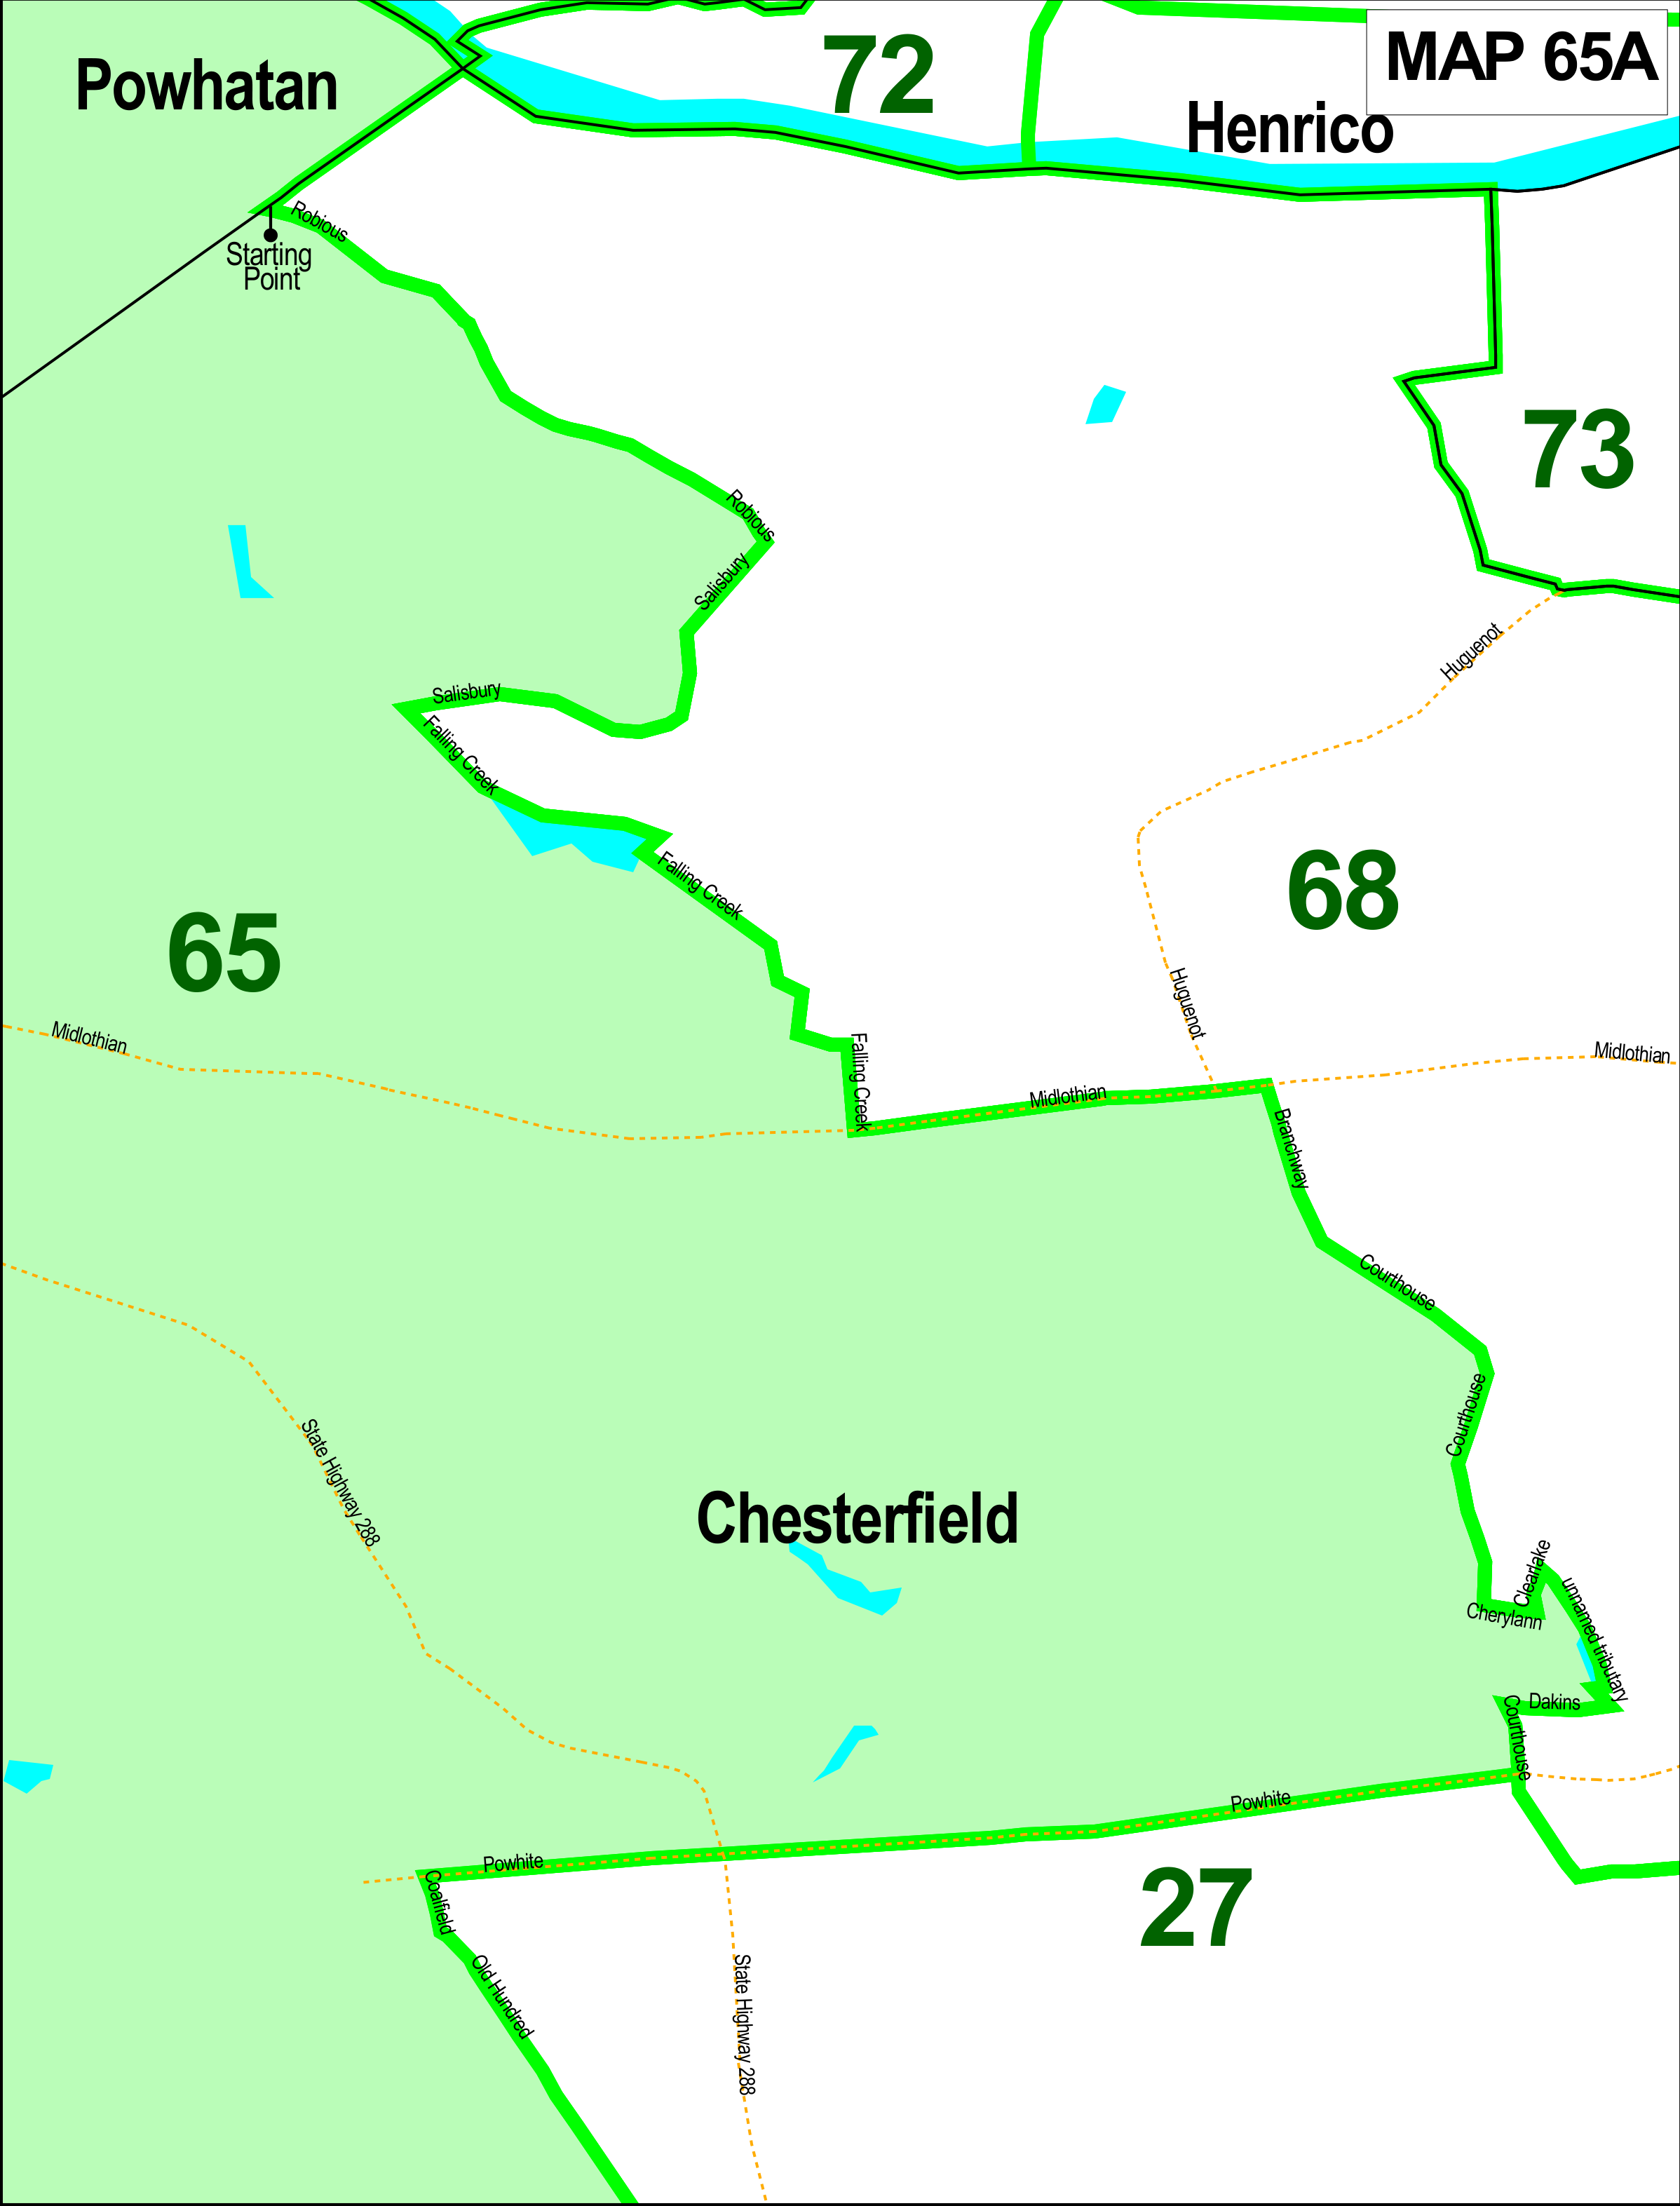 MAP 65A
Powhatan
72
Henrico
Robious
Starting
Point
73
Robious
Salisbury
Huguenot
Salisbury
Falling Creek
Falling Creek
68
65
Huguenot
Midlothian
Falling Creek
Midlothian
Midlothian
Branchway
Courthouse
Courthouse
State Highway 288
Chesterfield
Clearlake
Cherylann
unnamed tributary
Dakins
Courthouse
Powhite
Powhite
Coalfield
27
Old Hundred
State Highway 288